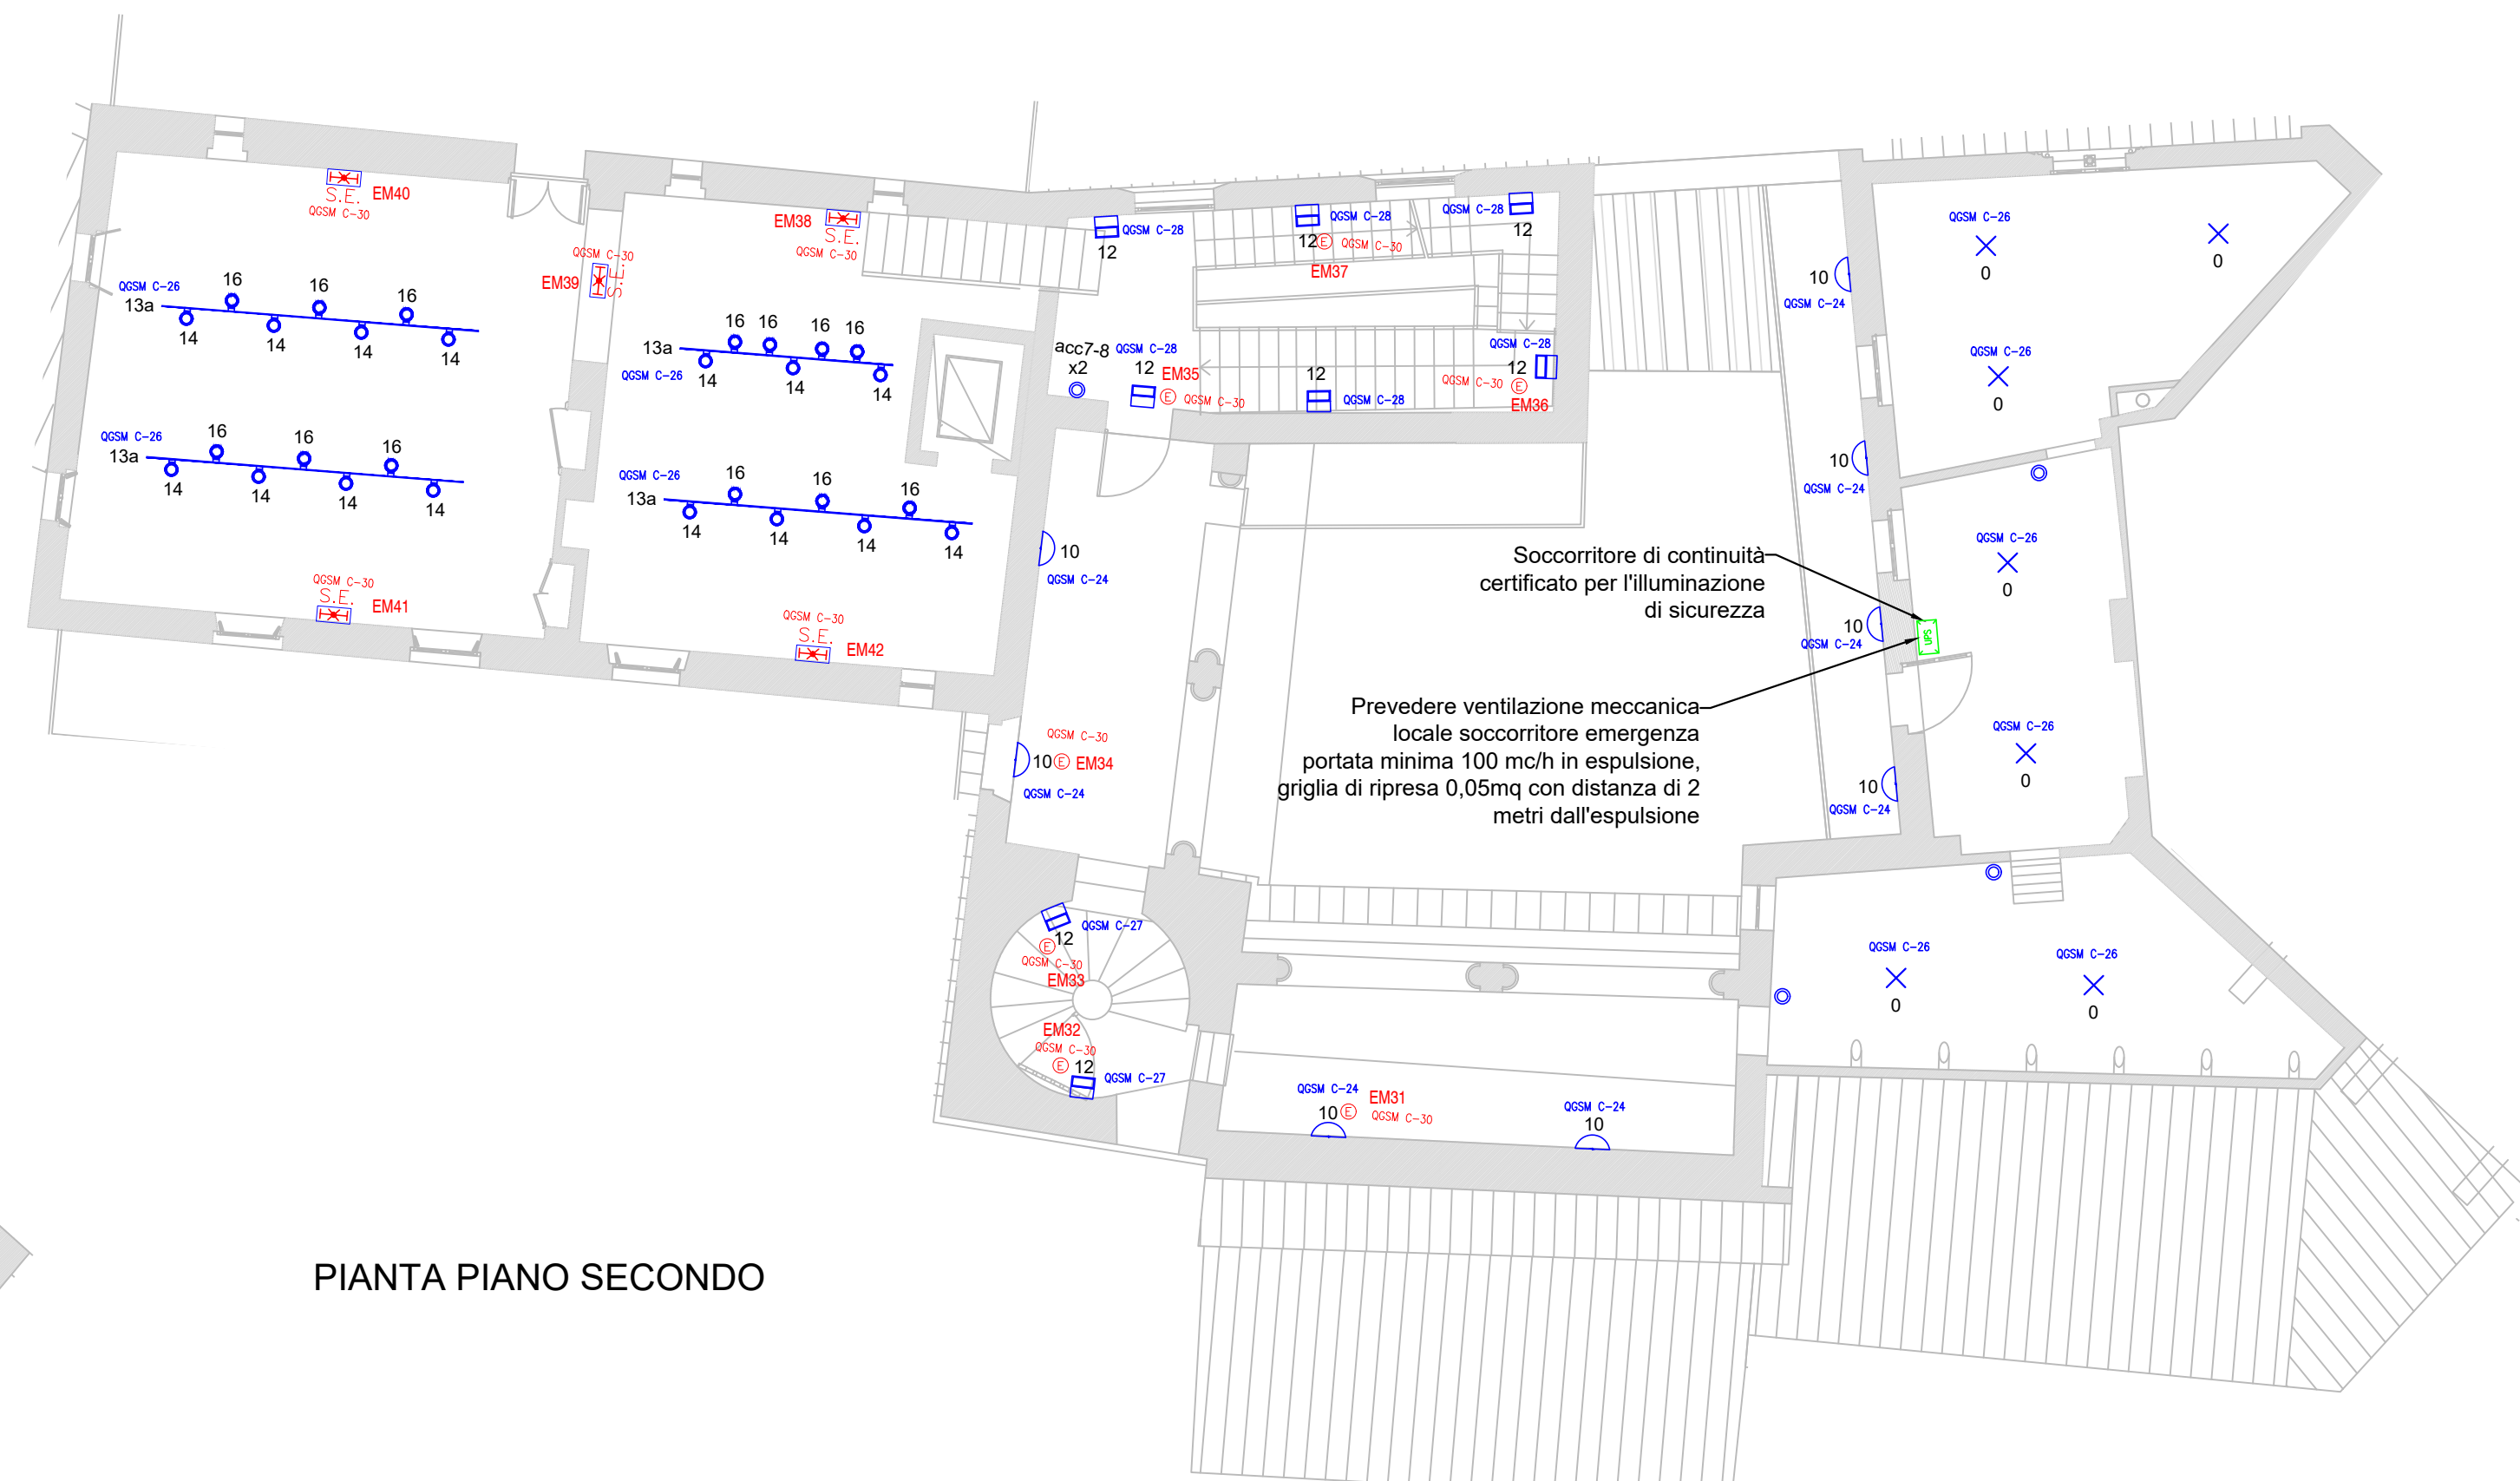 EM40
S.E.
QGSM C-30
EM38
S.E.
QGSM C-30
QGSM C-30
EM39
S.E.
QGSM C-26
13a
16
16
16
14
14
14
14
QGSM C-26
13a
16
16
16
14
14
14
14
13a
QGSM C-26
16
16
16
16
14
14
14
QGSM C-26
13a
16
16
16
14
14
14
14
QGSM C-30
S.E.
EM41
QGSM C-30
S.E.
EM42
QGSM C-28
12
QGSM C-28
12
E
QGSM C-30
EM37
QGSM C-28
12
acc7-8
x2
QGSM C-28
12
EM35
E
QGSM C-30
12
QGSM C-28
QGSM C-28
12
QGSM C-30
E
EM36
10
QGSM C-24
QGSM C-30
10
E
EM34
QGSM C-24
10
QGSM C-24
10
QGSM C-24
10
QGSM C-24
10
QGSM C-24
QGSM C-26
0
0
QGSM C-26
0
QGSM C-26
0
QGSM C-26
0
UPS
Soccorritore di continuità
certificato per l'illuminazione
di sicurezza
Prevedere ventilazione meccanica
locale soccorritore emergenza
portata minima 100 mc/h in espulsione,
griglia di ripresa 0,05mq con distanza di 2
metri dall'espulsione
QGSM C-27
12
E
QGSM C-30
EM33
EM32
QGSM C-30
E
12
QGSM C-27
QGSM C-24
EM31
10
E
QGSM C-30
QGSM C-24
10
QGSM C-26
0
QGSM C-26
0
PIANTA PIANO SECONDO